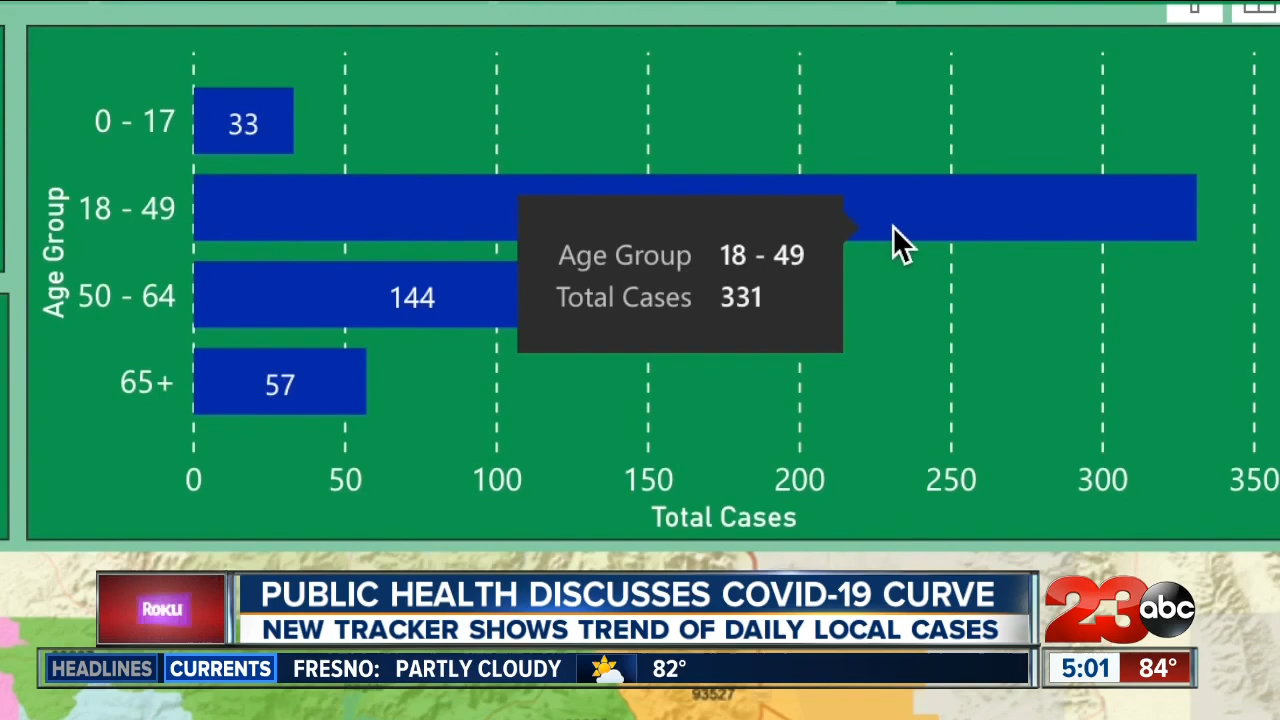 0 - 17
33
18 - 49
50 - 64
144
65+
57
Age Group
Age Group 18 - 49
Total Cases 331
0 50 100 150 200 250 300 350
Total Cases
ROKU
PUBLIC HEALTH DISCUSSES COVID-19 CURVE
NEW TRACKER SHOWS TREND OF DAILY LOCAL CASES
23 abc
HEADLINES CURRENTS FRESNO: PARTLY CLOUDY 82°
5:01 84°
93527